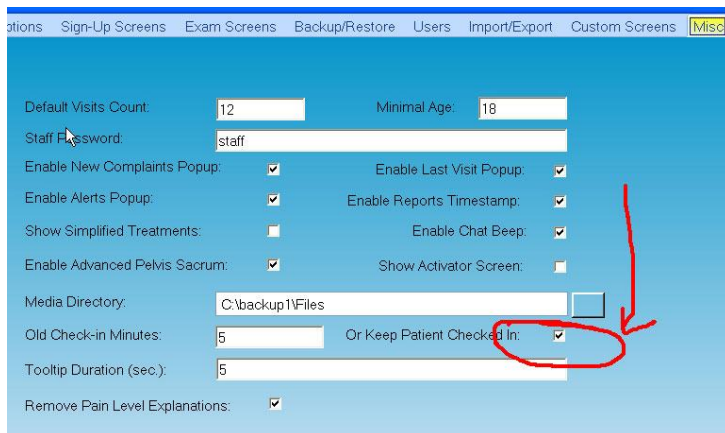 ptions Sign-Up Screens Exam Screens Backup/Restore Users Import/Export Custom Screens Misc
Default Visits Count: 12 Minimal Age: 18
Staff Password: staff
Enable New Complaints Popup: Enable Last Visit Popup:
Enable Alerts Popup: Enable Reports Timestamp:
Show Simplified Treatments: Enable Chat Beep:
Enable Advanced Pelvis Sacrum: Show Activator Screen:
Media Directory: C:\backup1\Files
Old Check-in Minutes: 5 Or Keep Patient Checked In:
Tooltip Duration (sec.): 5
Remove Pain Level Explanations: